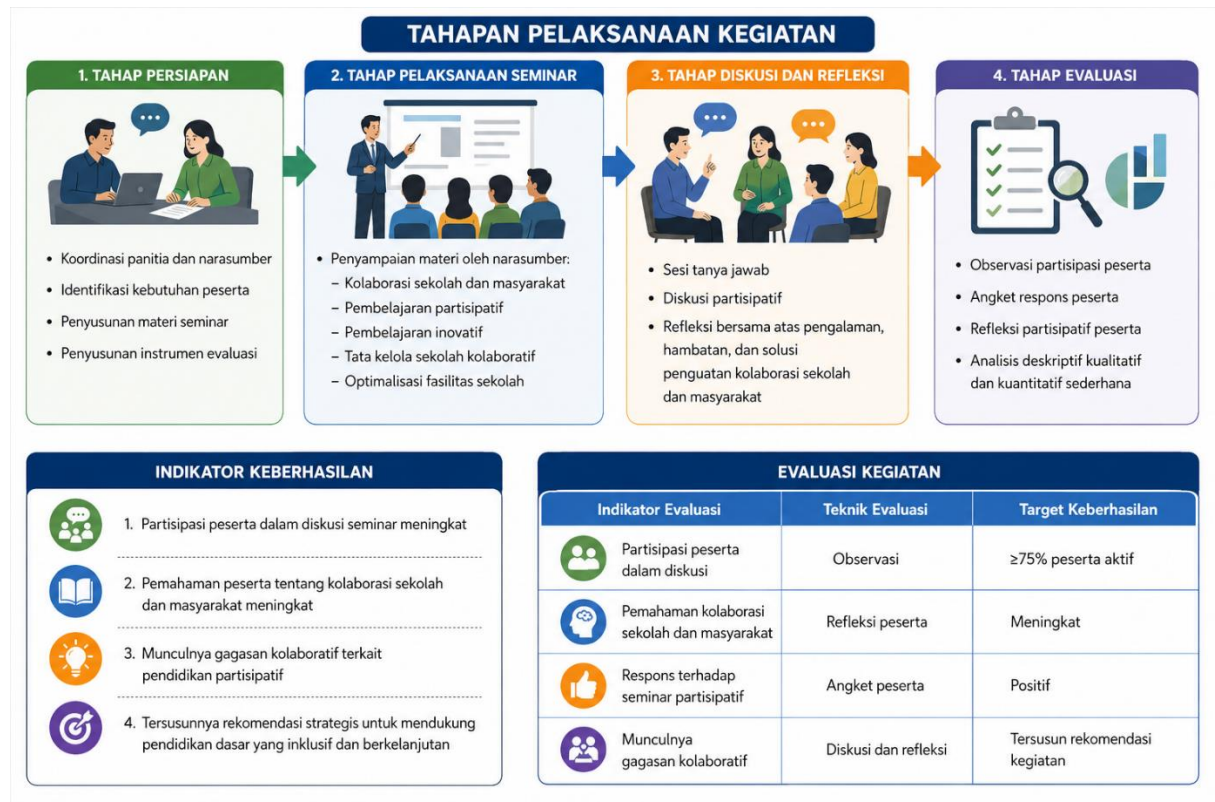 TAHAPAN PELAKSANAAN KEGIATAN
1. TAHAP PERSIAPAN
• Koordinasi panitia dan narasumber
• Identifikasi kebutuhan peserta
• Penyusunan materi seminar
• Penyusunan instrumen evaluasi
2. TAHAP PELAKSANAAN SEMINAR
• Penyampaian materi oleh narasumber:
– Kolaborasi sekolah dan masyarakat
– Pembelajaran partisipatif
– Pembelajaran inovatif
– Tata kelola sekolah kolaboratif
– Optimalisasi fasilitas sekolah
3. TAHAP DISKUSI DAN REFLEKSI
• Sesi tanya jawab
• Diskusi partisipatif
• Refleksi bersama atas pengalaman,
hambatan, dan solusi
penguatan kolaborasi sekolah
dan masyarakat
4. TAHAP EVALUASI
• Observasi partisipasi peserta
• Angket respons peserta
• Refleksi partisipatif peserta
• Analisis deskriptif kualitatif
dan kuantitatif sederhana
INDIKATOR KEBERHASILAN
1. Partisipasi peserta dalam diskusi seminar meningkat
2. Pemahaman peserta tentang kolaborasi sekolah
dan masyarakat meningkat
3. Munculnya gagasan kolaboratif terkait
pendidikan partisipatif
4. Tersusunnya rekomendasi strategis untuk mendukung
pendidikan dasar yang inklusif dan berkelanjutan
EVALUASI KEGIATAN
Indikator Evaluasi Teknik Evaluasi Target Keberhasilan
Partisipasi peserta
dalam diskusi
Observasi
≥75% peserta aktif
Pemahaman kolaborasi
sekolah dan masyarakat
Refleksi peserta
Meningkat
Respons terhadap
seminar partisipatif
Angket peserta
Positif
Munculnya
gagasan kolaboratif
Diskusi dan refleksi
Tersusun rekomendasi
kegiatan